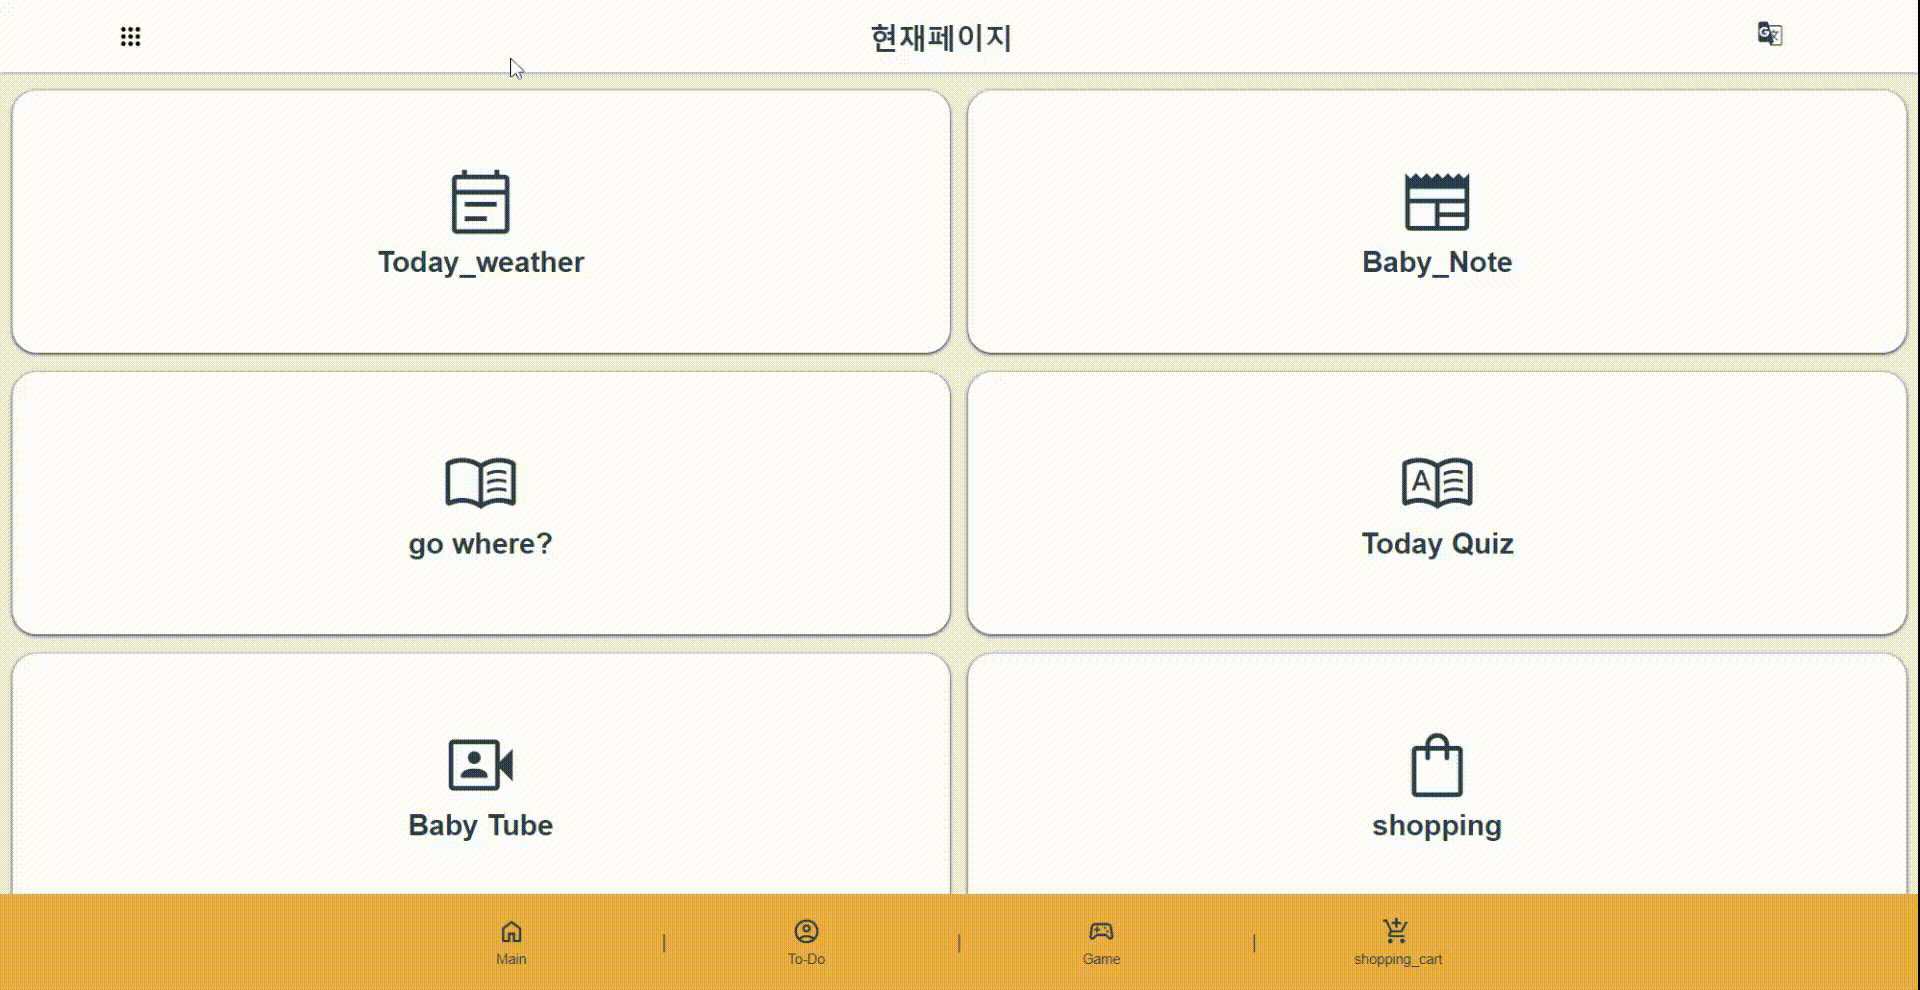 현재페이지
Today_weather
Baby_Note
go where?
Today Quiz
Baby Tube
shopping
Main
To-Do
Game
shopping_cart